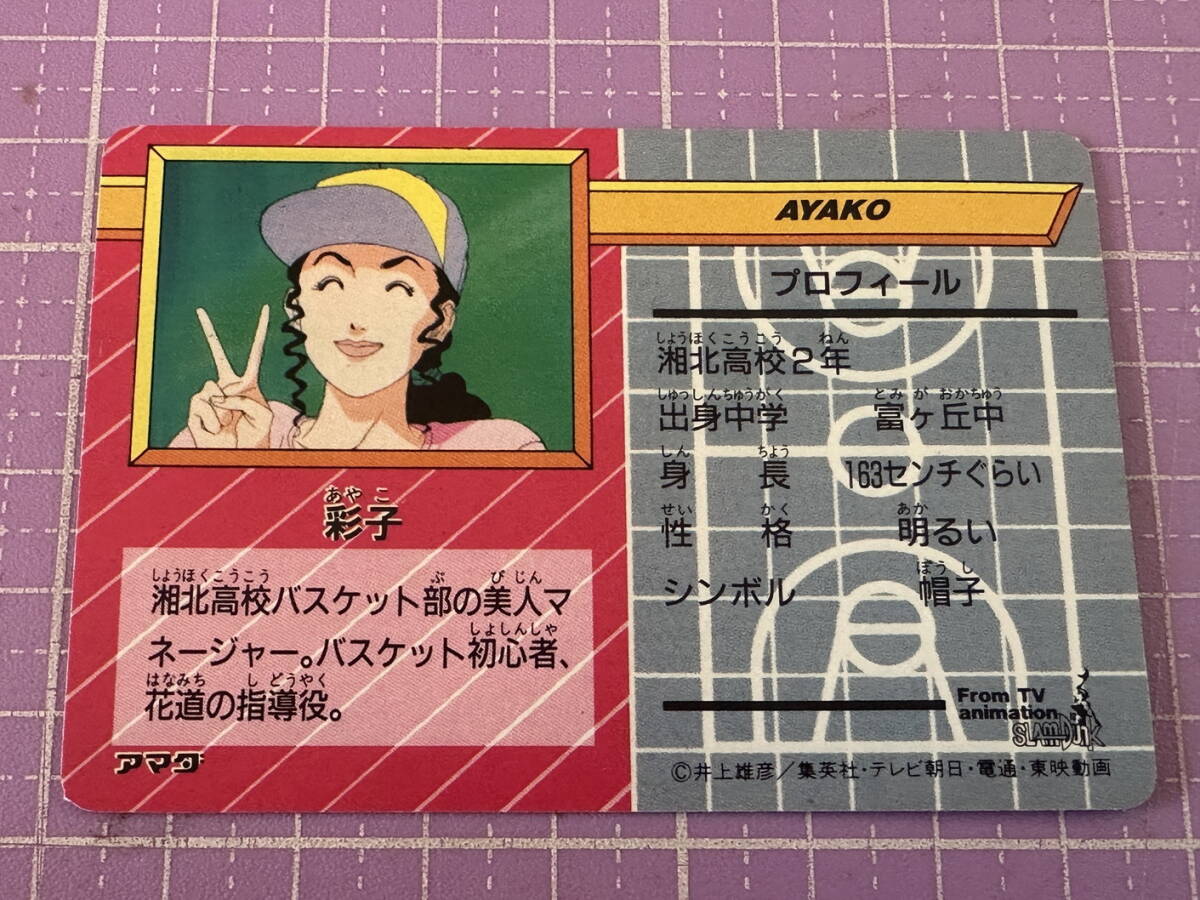 AYAKO
あやこ
彩子
しょうほくこうこう ぶ びじん
湘北高校バスケット部の美人マ
しょしんしゃ
ネージャー。バスケット初心者、
はなみち しどうやく
花道の指導役。
アマダ
プロフィール
しょうほくこうこう ねん
湘北高校2年
しゅっしんちゅうがく とみがおかちゅう
出身中学 富ヶ丘中
しん ちょう
身長 163センチぐらい
せい かく あか
性格 明るい
ぼうし
シンボル 帽子
From TV
animation
SLAM DUNK
©井上雄彦／集英社・テレビ朝日・電通・東映動画